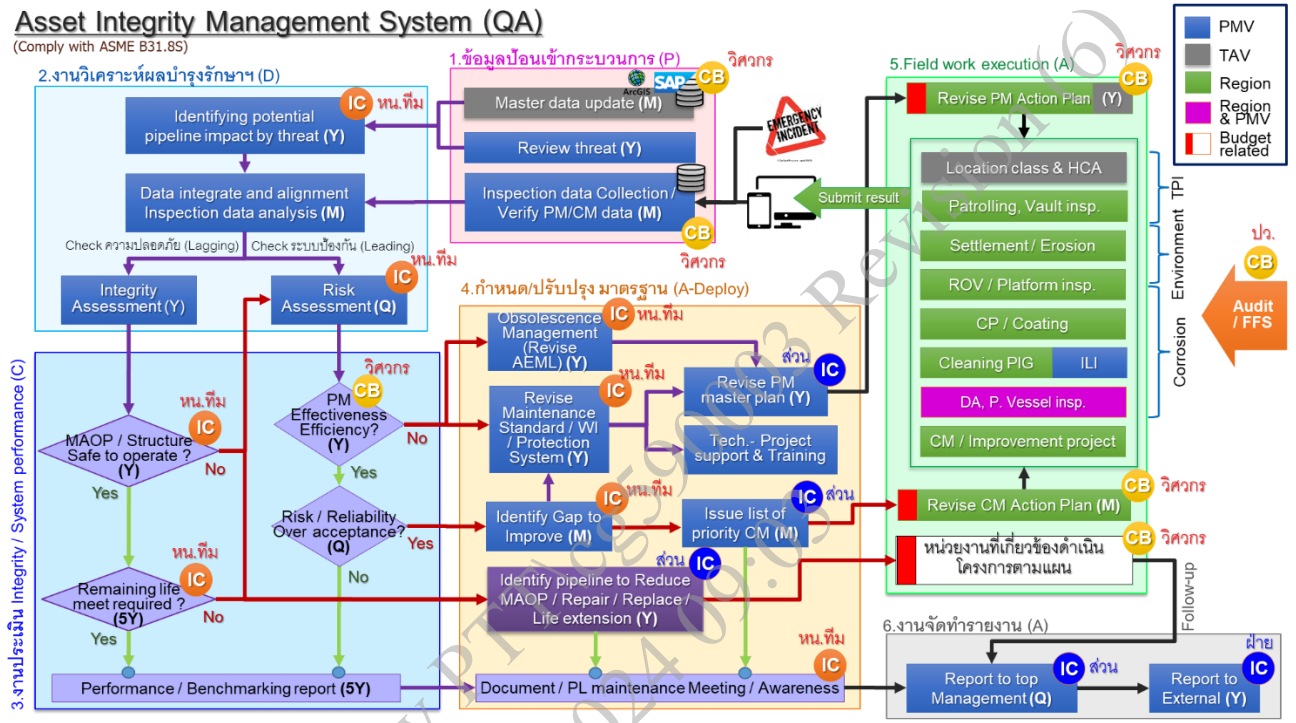 Asset Integrity Management System (QA)
(Comply with ASME B31.8S)
2.งานวิเคราะห์ผลบำรุงรักษาฯ (D)
IC หน.ทีม
Identifying potential
pipeline impact by threat (Y)
Data integrate and alignment
Inspection data analysis (M)
Check ความปลอดภัย (Lagging)
Check ระบบป้องกัน (Leading)
Integrity
Assessment (Y)
Risk
Assessment (Q)
IC หน.ทีม
1.ข้อมูลป้อนเข้ากระบวนการ (P)
ArcGIS
SAP
CB วิศวกร
Master data update (M)
Review threat (Y)
Inspection data Collection /
Verify PM/CM data (M)
CB
วิศวกร
EMERGENCY
INCIDENT
Submit result
3.งานประเมิน Integrity / System performance (C)
หน.ทีม
IC
MAOP / Structure
Safe to operate ?
(Y)
No
Yes
หน.ทีม
IC
Remaining life
meet required ?
(5Y)
No
Yes
วิศวกร
CB
PM
Effectiveness
Efficiency?
(Y)
No
Yes
Risk / Reliability
Over acceptance?
(Q)
Yes
No
Performance / Benchmarking report (5Y)
4.กำหนด/ปรับปรุง มาตรฐาน (A-Deploy)
Obsolescence
Management
(Revise
AEML) (Y)
IC หน.ทีม
Revise
Maintenance
Standard / WI
/ Protection
System (Y)
IC หน.ทีม
ส่วน
IC
Revise PM
master plan (Y)
Tech.- Project
support & Training
Identify Gap to
Improve (M)
IC หน.ทีม
Issue list of
priority CM (M)
IC ส่วน
ส่วน IC
Identify pipeline to Reduce
MAOP / Repair / Replace /
Life extension (Y)
หน.ทีม
IC
Document / PL maintenance Meeting / Awareness
5.Field work execution (A)
วิศวกร
CB
Revise PM Action Plan (Y)
Location class & HCA
Patrolling, Vault insp.
Settlement / Erosion
ROV / Platform insp.
CP / Coating
Cleaning PIG
ILI
DA, P. Vessel insp.
CM / Improvement project
TPI
Environment
Corrosion
Revise CM Action Plan (M)
CB วิศวกร
หน่วยงานที่เกี่ยวข้องดำเนิน
โครงการตามแผน
CB วิศวกร
Follow-up
PMV
TAV
Region
Region
& PMV
Budget
related
ปว.
CB
Audit
/ FFS
6.งานจัดทำรายงาน (A)
Report to top
Management (Q)
IC ส่วน
ฝ่าย
IC
Report to
External (Y)